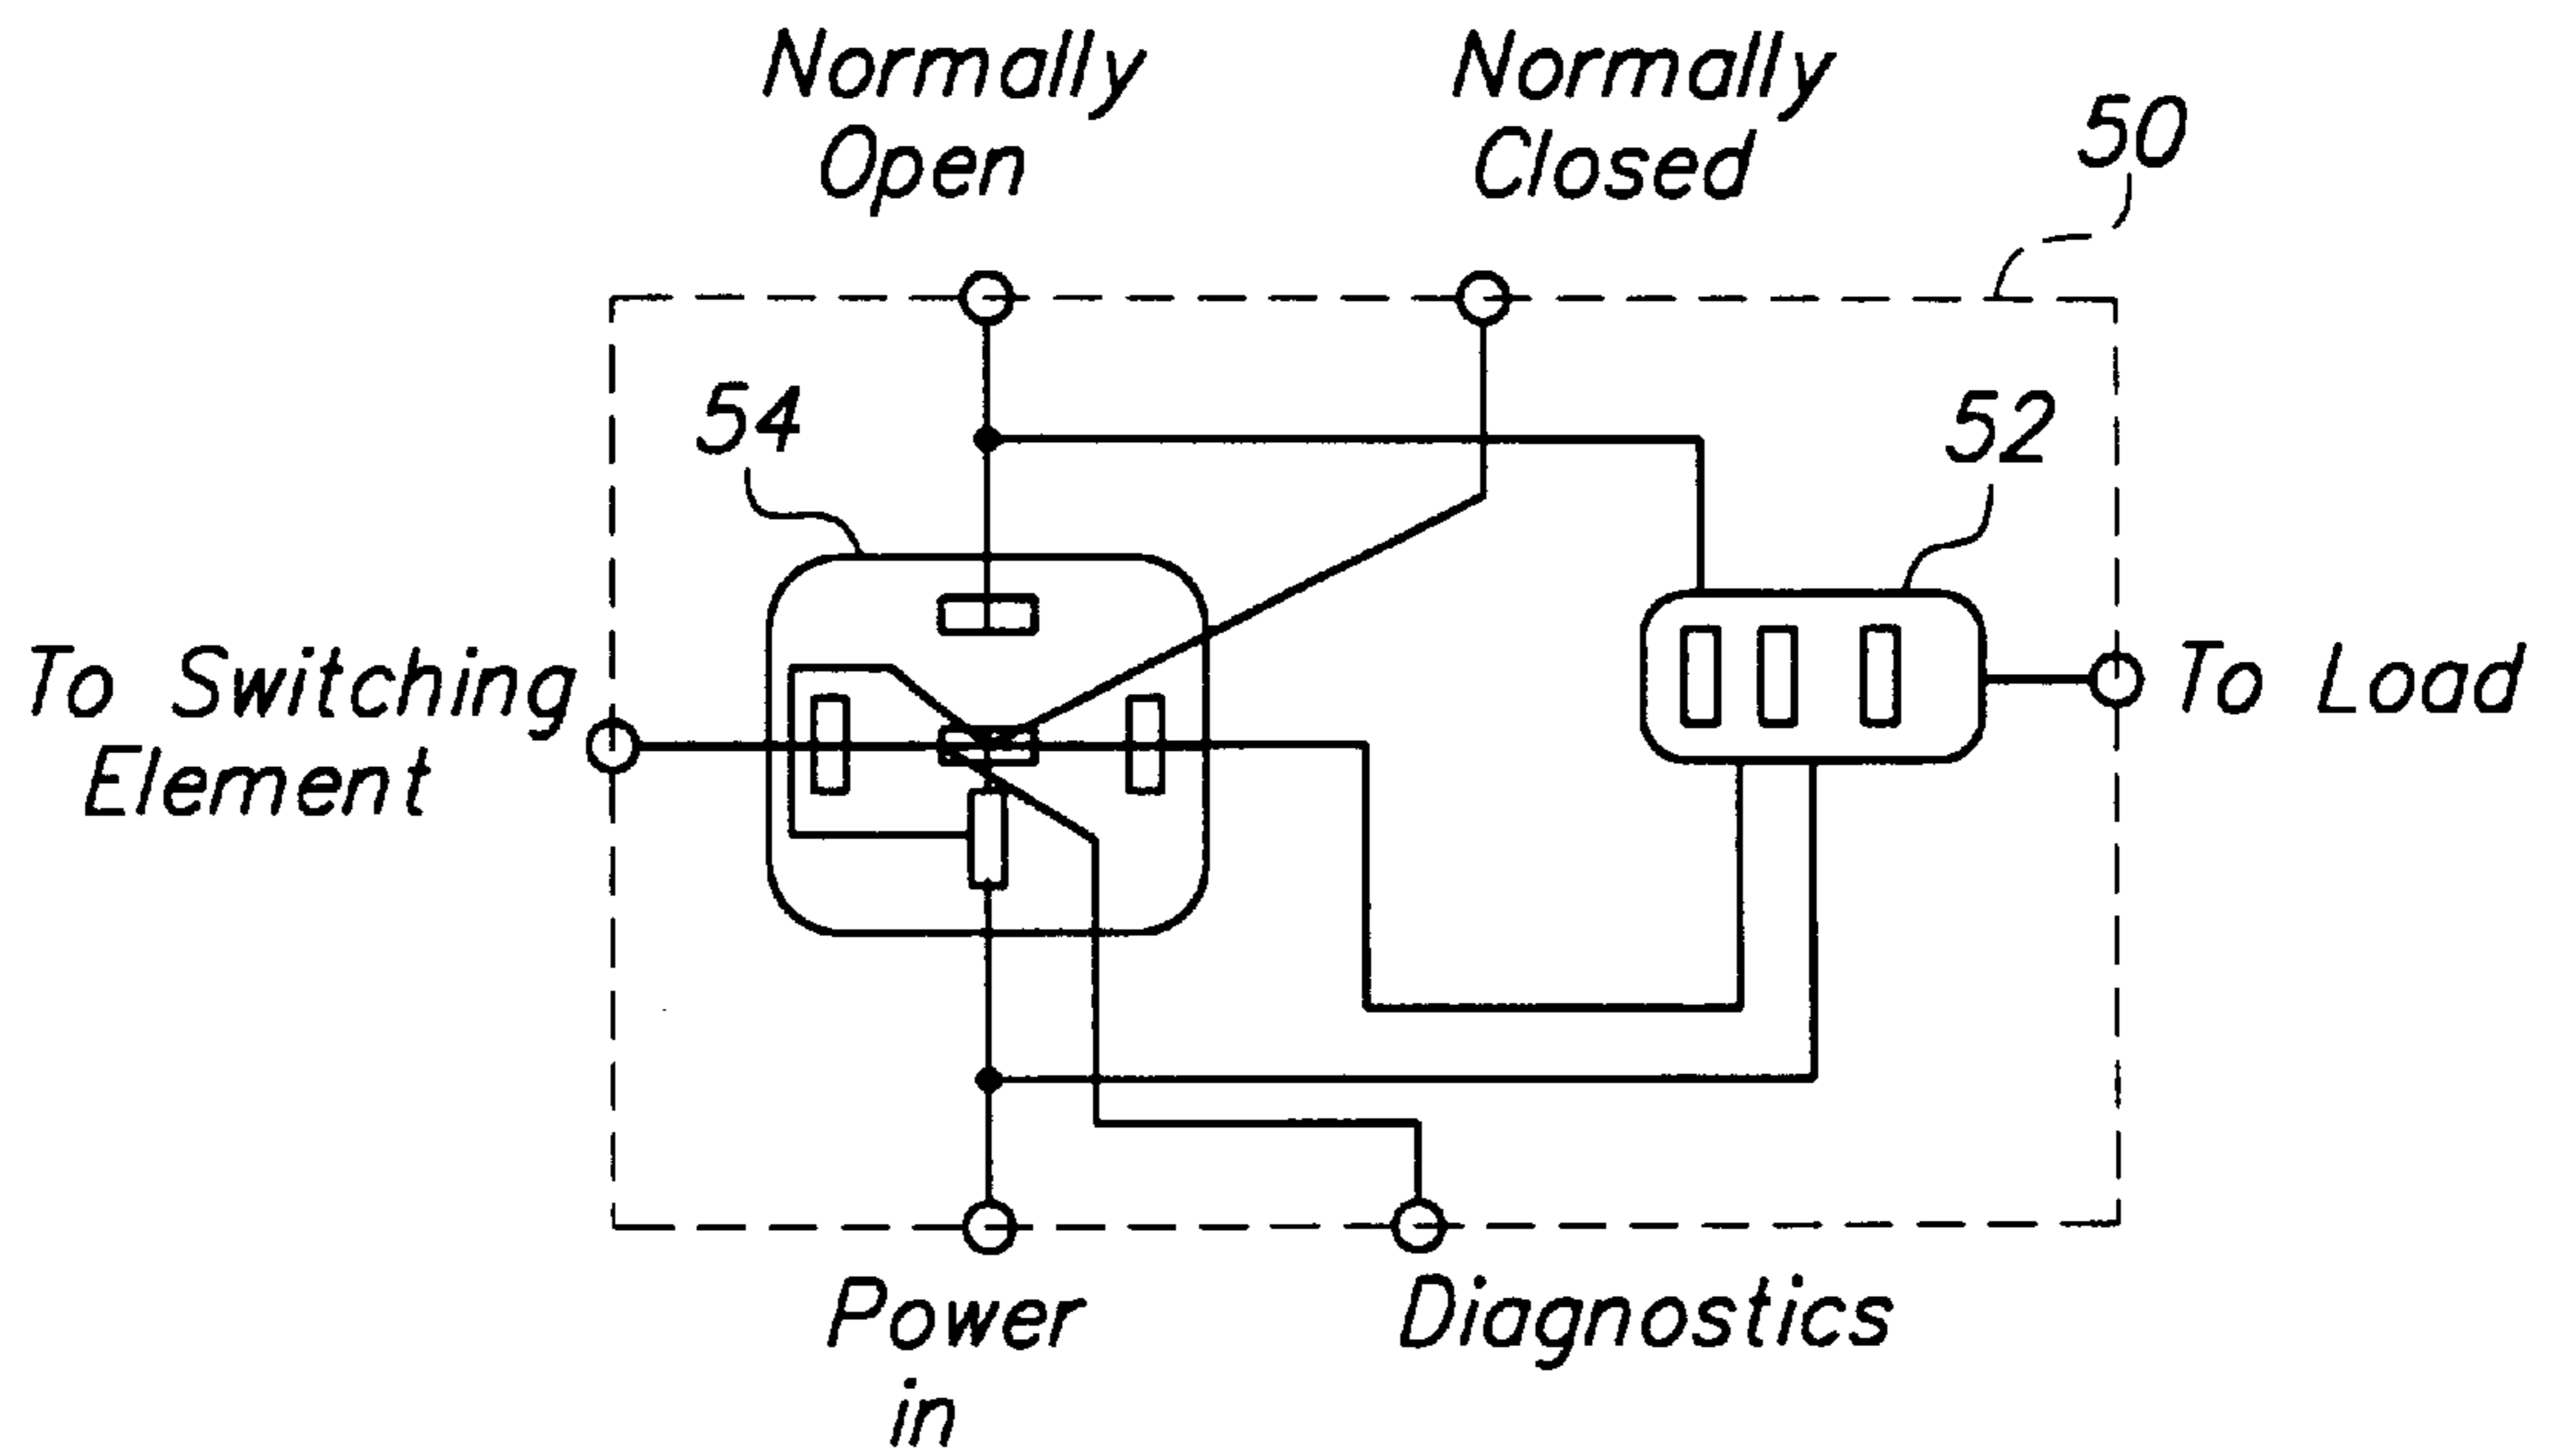 Normally
Open
Normally
Closed
50
54
52
To Switching
Element
To Load
Power
in
Diagnostics